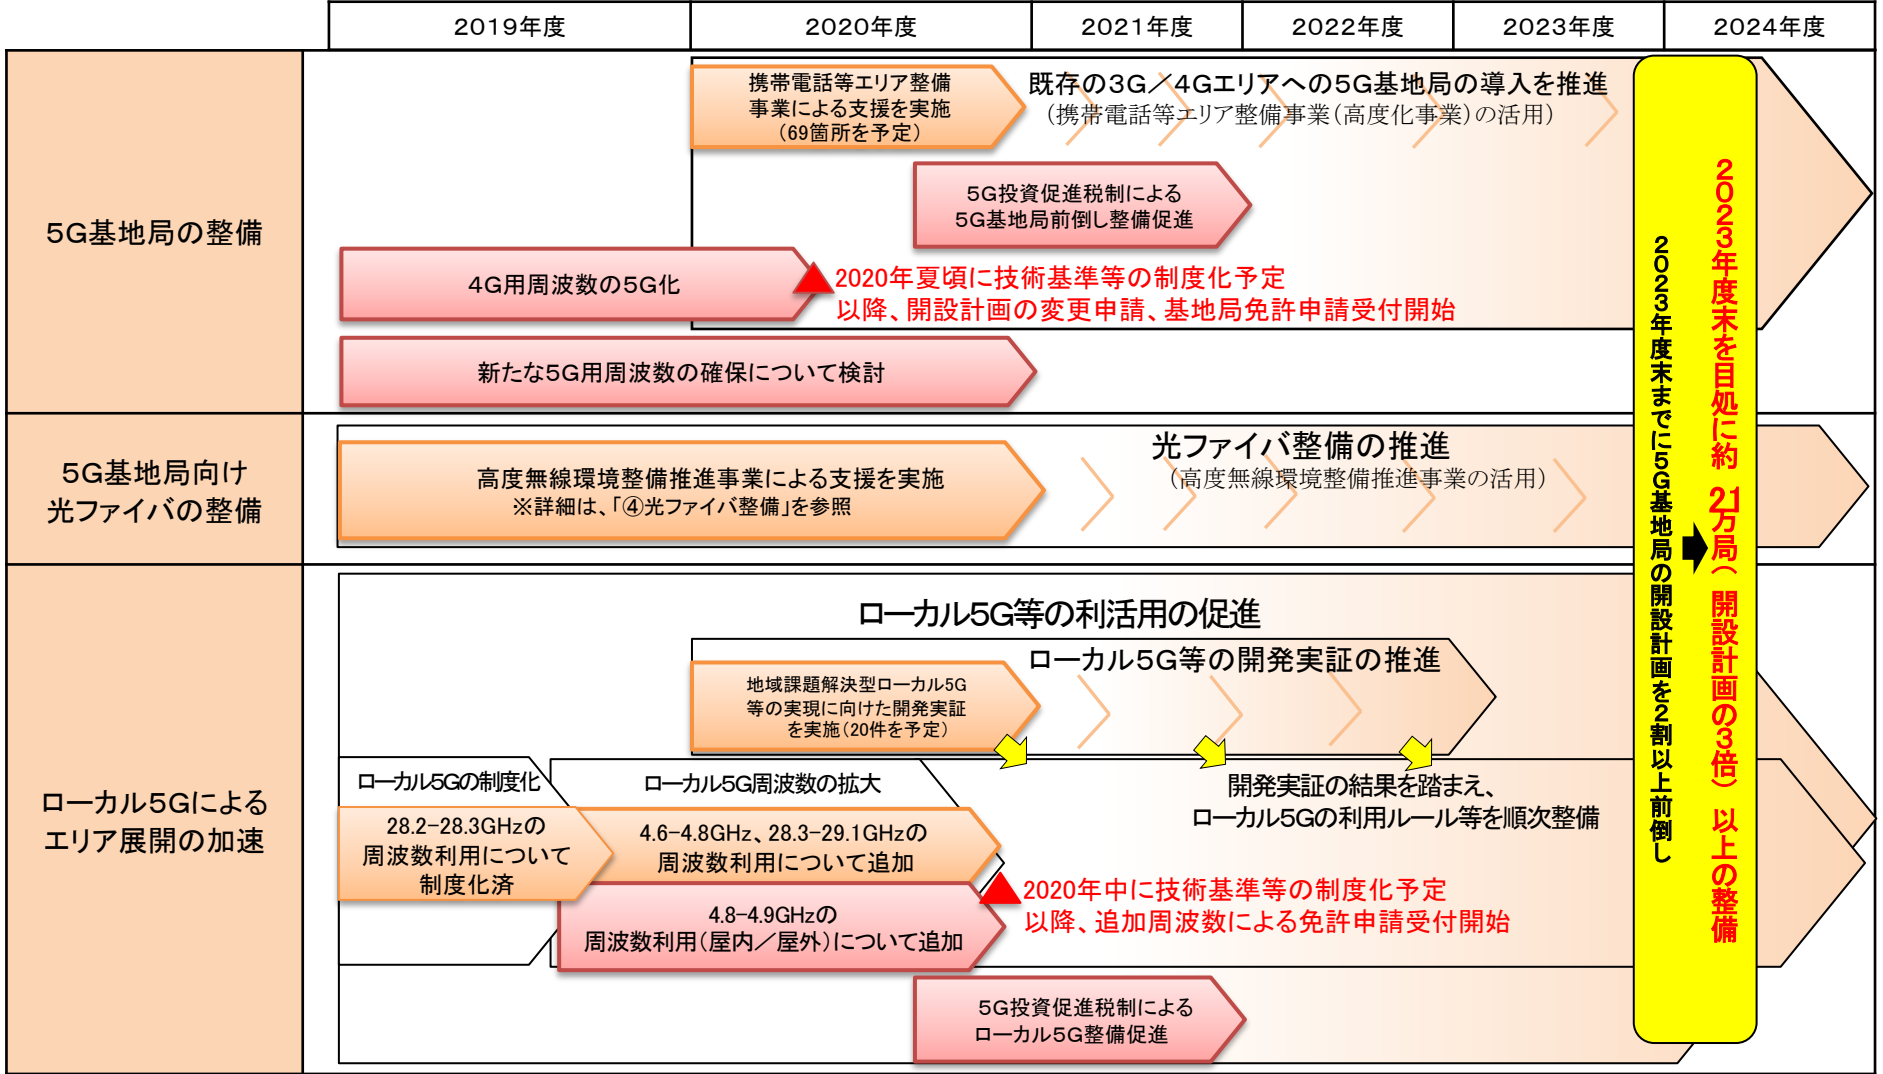 2019年度
2020年度
2021年度
2022年度
2023年度
2024年度
5G基地局の整備
携帯電話等エリア整備
事業による支援を実施
(69箇所を予定)
既存の3G/4Gエリアへの5G基地局の導入を推進
(携帯電話等エリア整備事業(高度化事業)の活用)
5G投資促進税制による
5G基地局前倒し整備促進
4G用周波数の5G化
2020年夏頃に技術基準等の制度化予定
以降、開設計画の変更申請、基地局免許申請受付開始
新たな5G用周波数の確保について検討
5G基地局向け
光ファイバの整備
高度無線環境整備推進事業による支援を実施
※詳細は、「④光ファイバ整備」を参照
光ファイバ整備の推進
(高度無線環境整備推進事業の活用)
ローカル5Gによる
エリア展開の加速
ローカル5G等の利活用の促進
ローカル5G等の開発実証の推進
地域課題解決型ローカル5G
等の実現に向けた開発実証
を実施(20件を予定)
ローカル5Gの制度化
28.2-28.3GHzの
周波数利用について
制度化済
ローカル5G周波数の拡大
4.6-4.8GHz、28.3-29.1GHzの
周波数利用について追加
4.8-4.9GHzの
周波数利用(屋内/屋外)について追加
開発実証の結果を踏まえ、
ローカル5Gの利用ルール等を順次整備
2020年中に技術基準等の制度化予定
以降、追加周波数による免許申請受付開始
5G投資促進税制による
ローカル5G整備促進
2023年度末までに5G基地局の開設計画を2割以上前倒し
2023年度末を目処に約21万局(開設計画の3倍)以上の整備